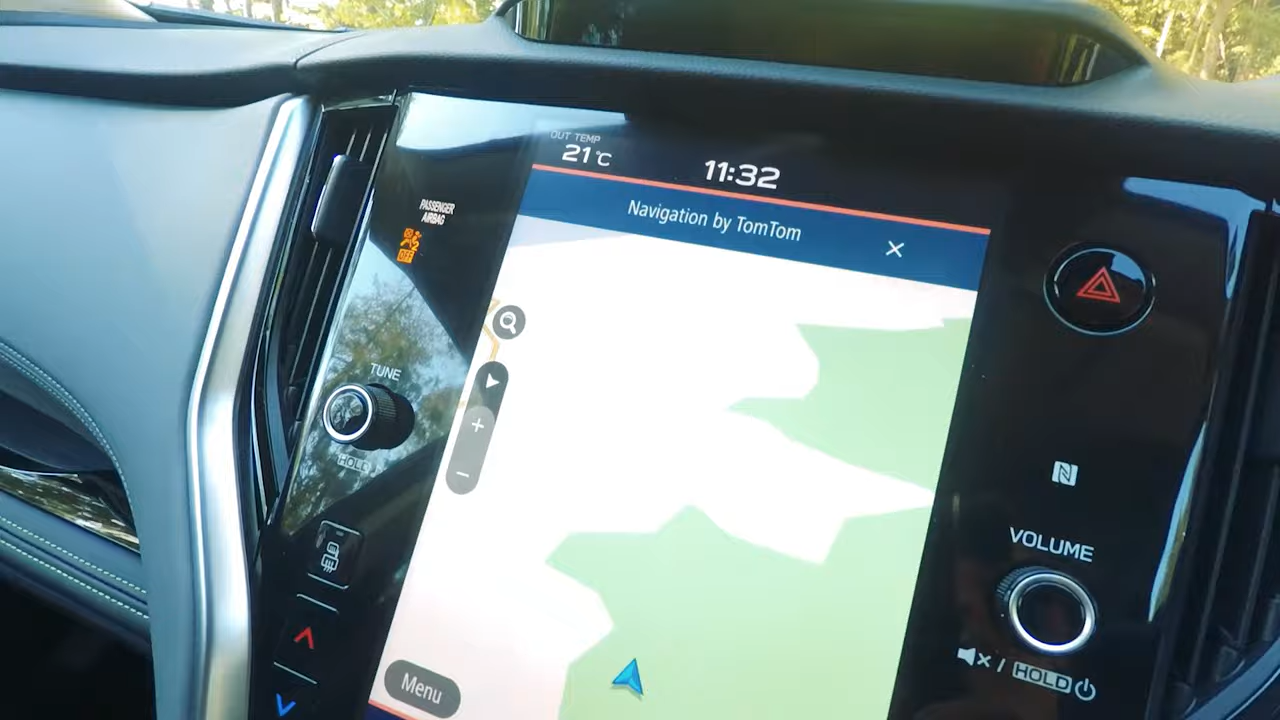 OUT TEMP
21°C
11:32
Navigation by TomTom
PASSENGER
AIRBAG
OFF
TUNE
HOLD
+
−
N
VOLUME
/ HOLD
Menu